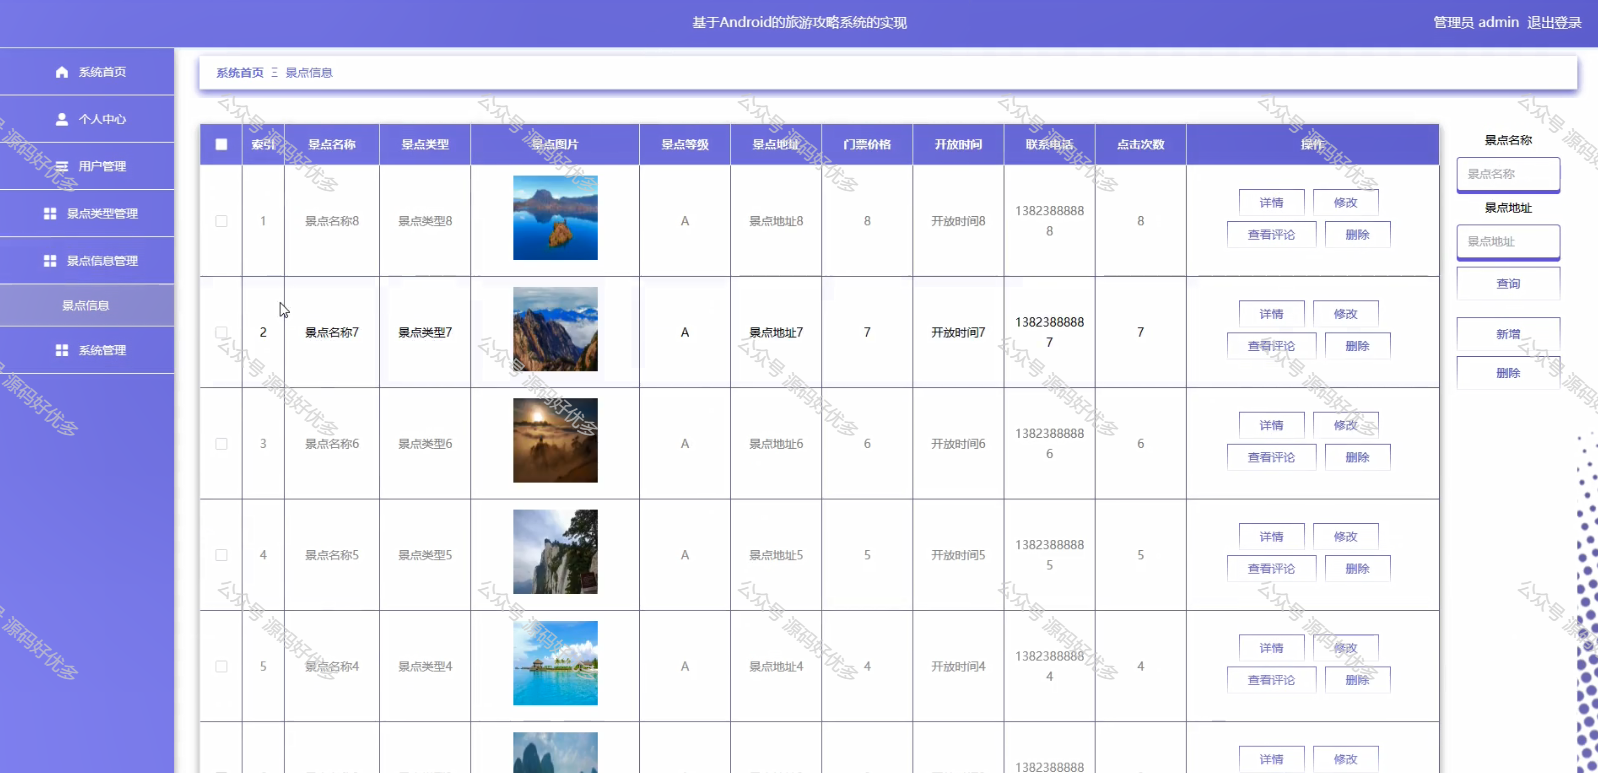 基于Android的旅游攻略系统的实现
管理员 admin 退出登录
系统首页
个人中心
用户管理
景点类型管理
景点信息管理
景点信息
系统管理
系统首页 Ξ 景点信息
索引 景点名称 景点类型 景点图片 景点等级 景点地址 门票价格 开放时间 联系电话 点击次数 操作
1 景点名称8 景点类型8 A 景点地址8 8 开放时间8 13823888888 8 详情 修改 查看评论 删除
2 景点名称7 景点类型7 A 景点地址7 7 开放时间7 13823888887 7 详情 修改 查看评论 删除
3 景点名称6 景点类型6 A 景点地址6 6 开放时间6 13823888886 6 详情 修改 查看评论 删除
4 景点名称5 景点类型5 A 景点地址5 5 开放时间5 13823888885 5 详情 修改 查看评论 删除
5 景点名称4 景点类型4 A 景点地址4 4 开放时间4 13823888884 4 详情 修改 查看评论 删除
1382388888 详情 修改
景点名称
景点名称
景点地址
景点地址
查询
新增
删除
公众号 源码好优多